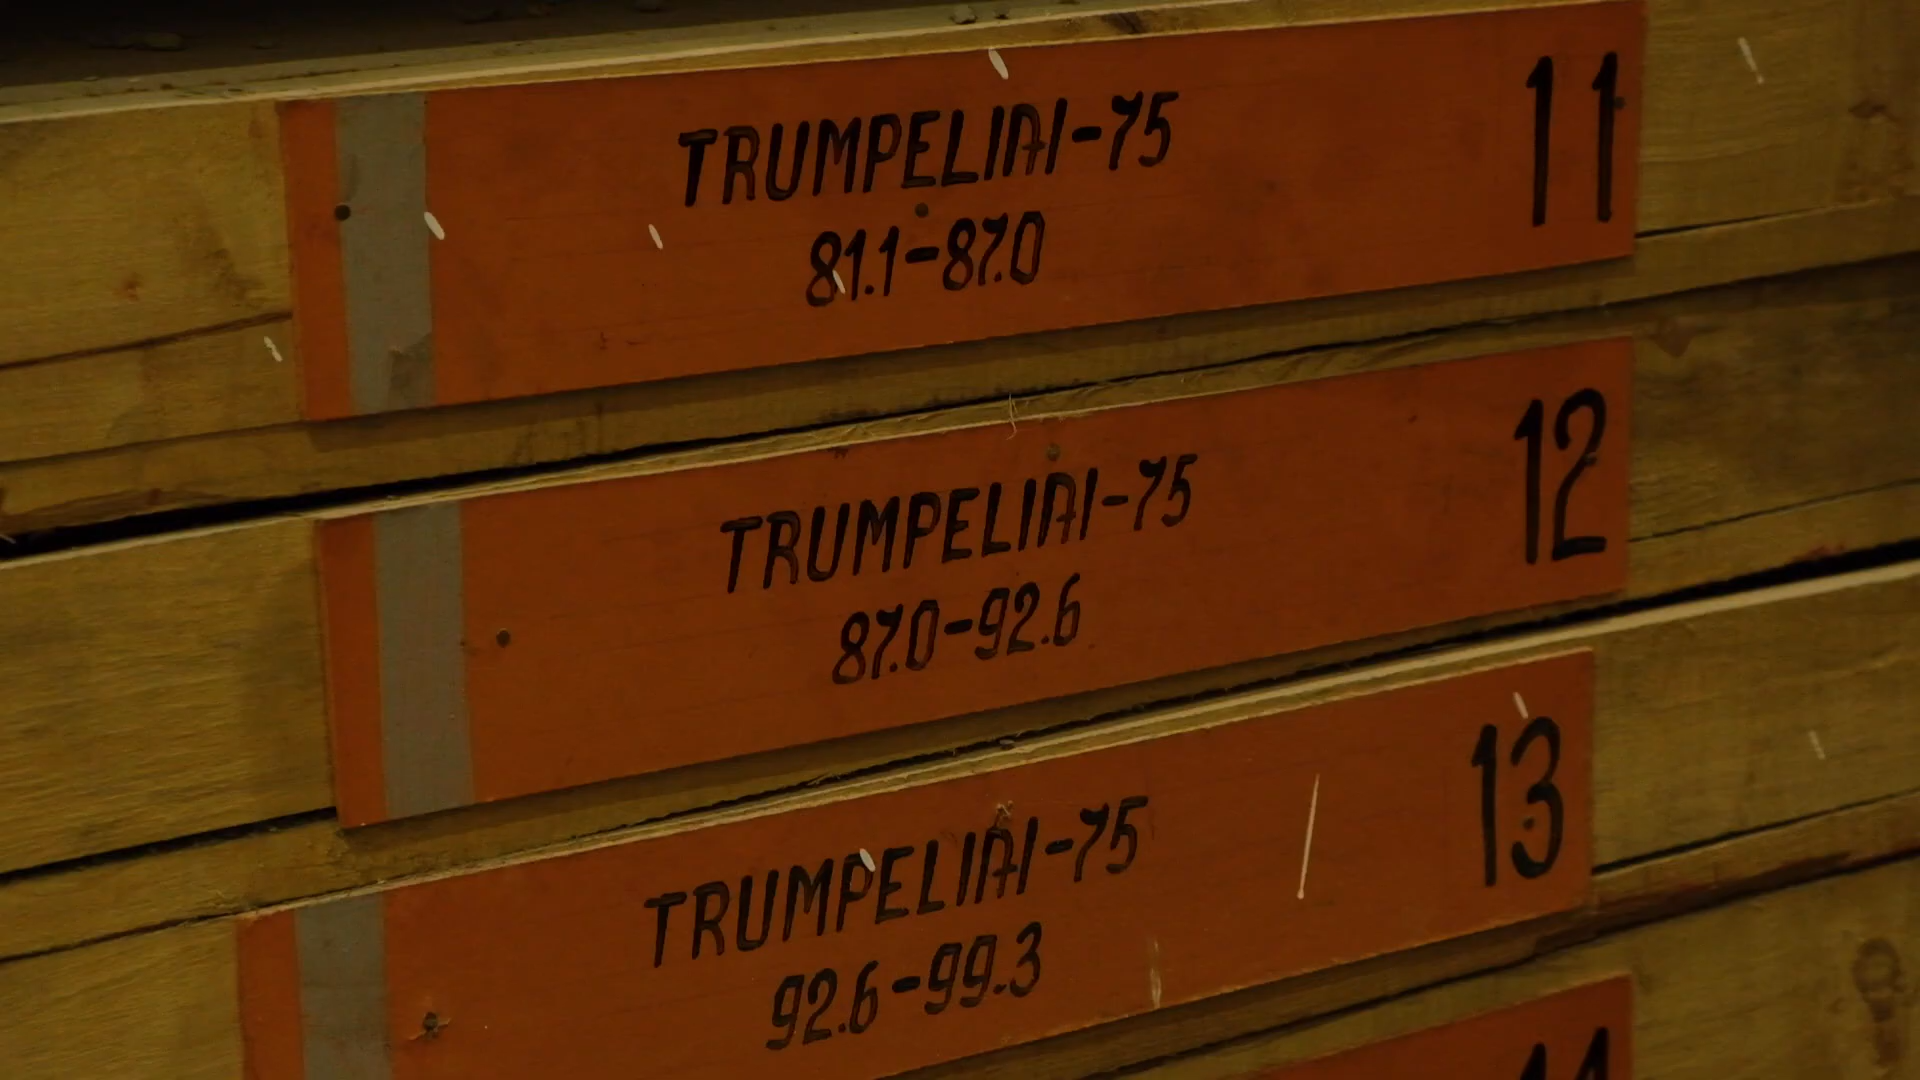 TRUMPELIAI-75
11
81.1-87.0
TRUMPELIAI-75
12
87.0-92.6
TRUMPELIAI-75
13
92.6-99.3